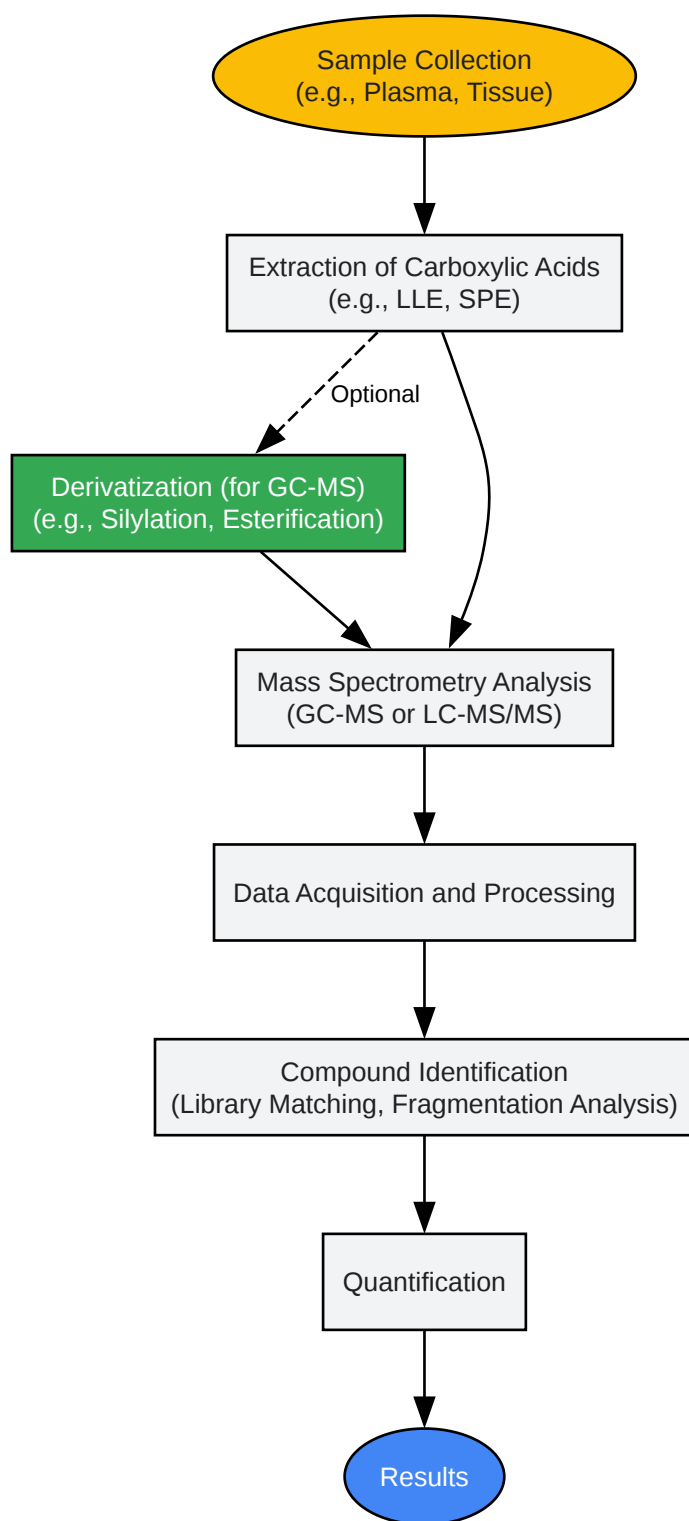 Sample Collection
(e.g., Plasma, Tissue)
Extraction of Carboxylic Acids
(e.g., LLE, SPE)
Optional
Derivatization (for GC-MS)
(e.g., Silylation, Esterification)
Mass Spectrometry Analysis
(GC-MS or LC-MS/MS)
Data Acquisition and Processing
Compound Identification
(Library Matching, Fragmentation Analysis)
Quantification
Results